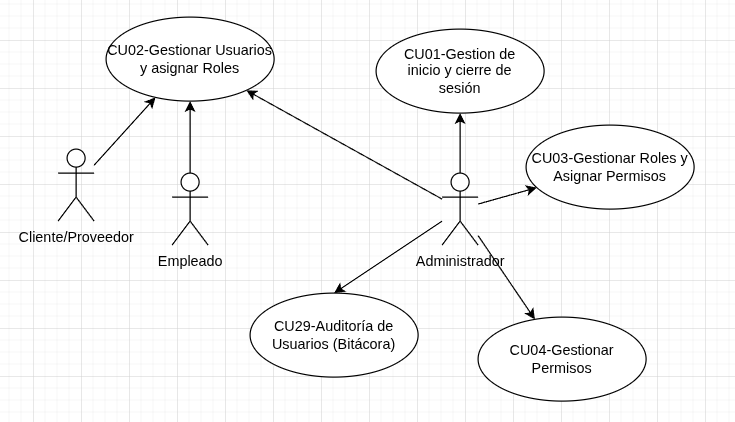 CU02-Gestionar Usuarios
y asignar Roles
CU01-Gestion de
inicio y cierre de
sesión
CU03-Gestionar Roles y
Asignar Permisos
Cliente/Proveedor
Empleado
Administrador
CU29-Auditoría de
Usuarios (Bitácora)
CU04-Gestionar
Permisos